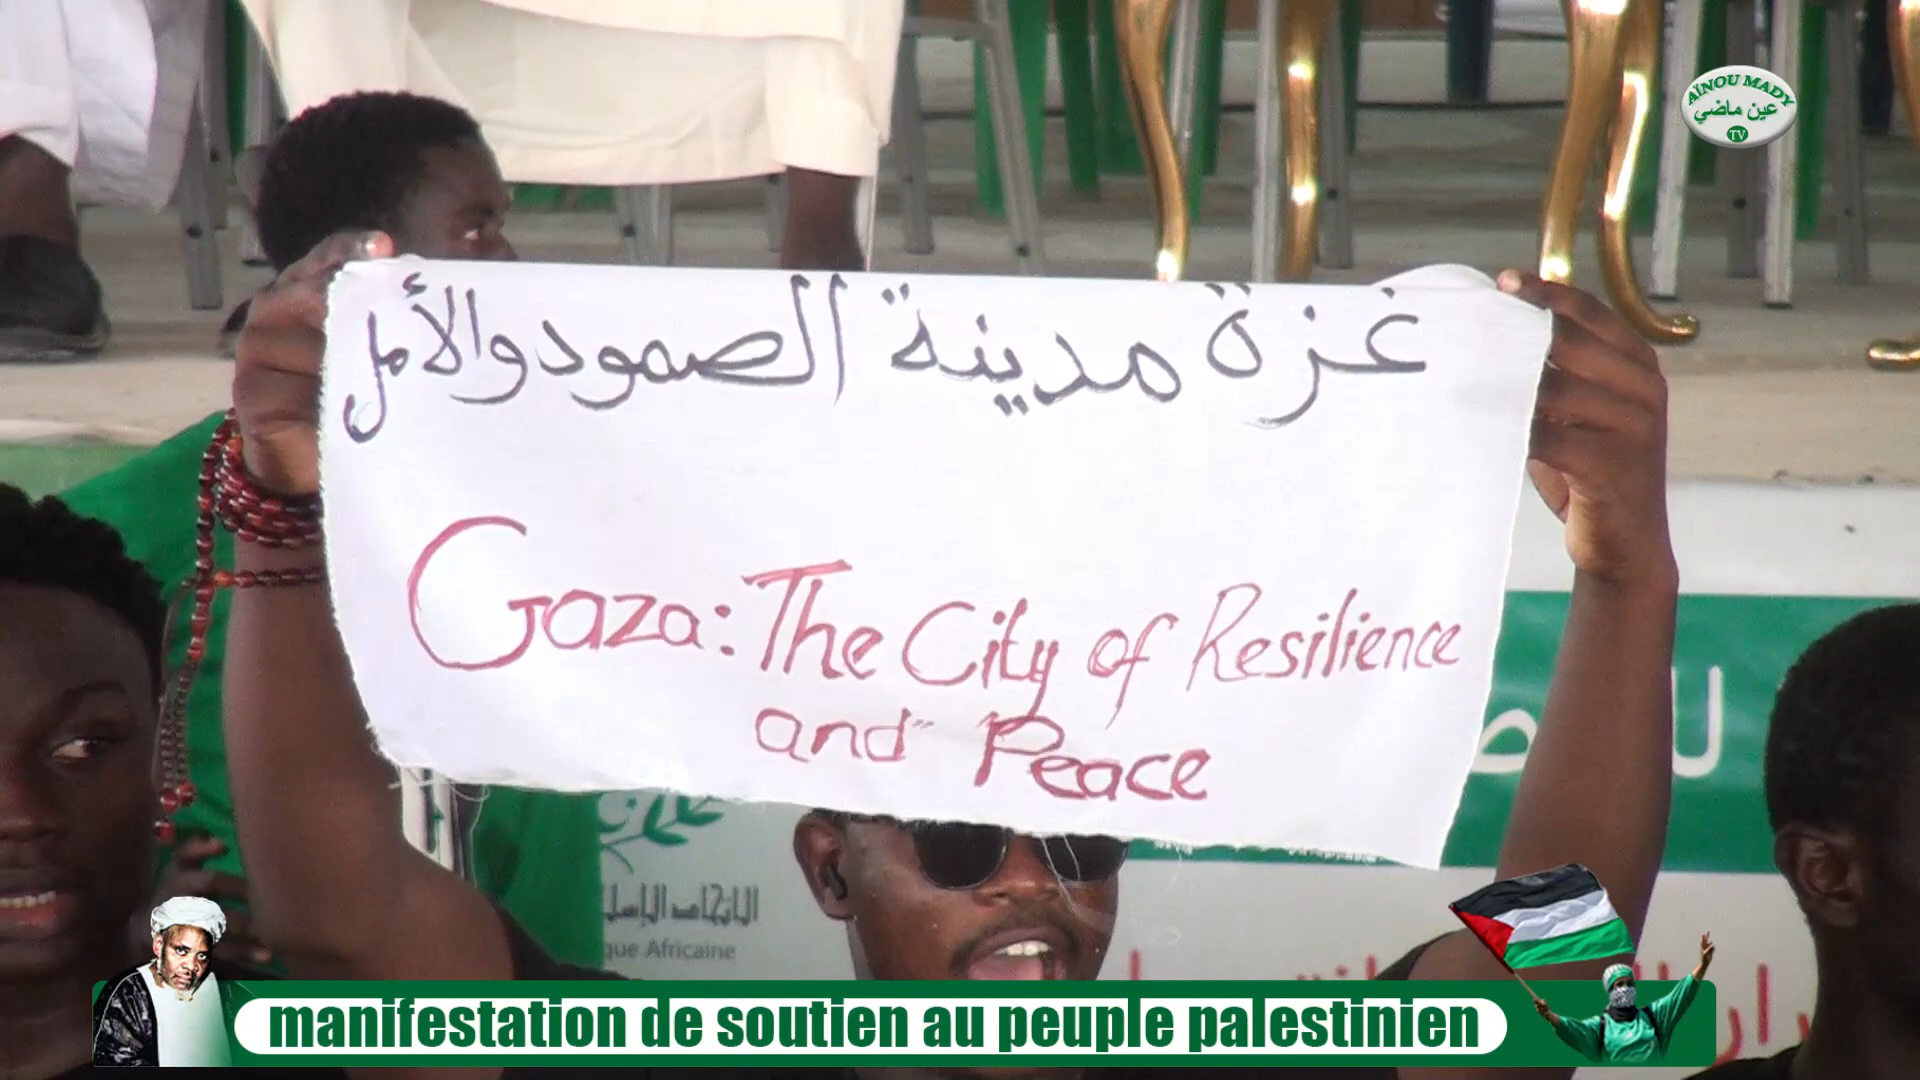 AÏNOU MADY
عين ماضي
TV
غزة مدينة الصمود والأمل
Gaza: The City of Resilience
and Peace
que Africaine
manifestation de soutien au peuple palestinien